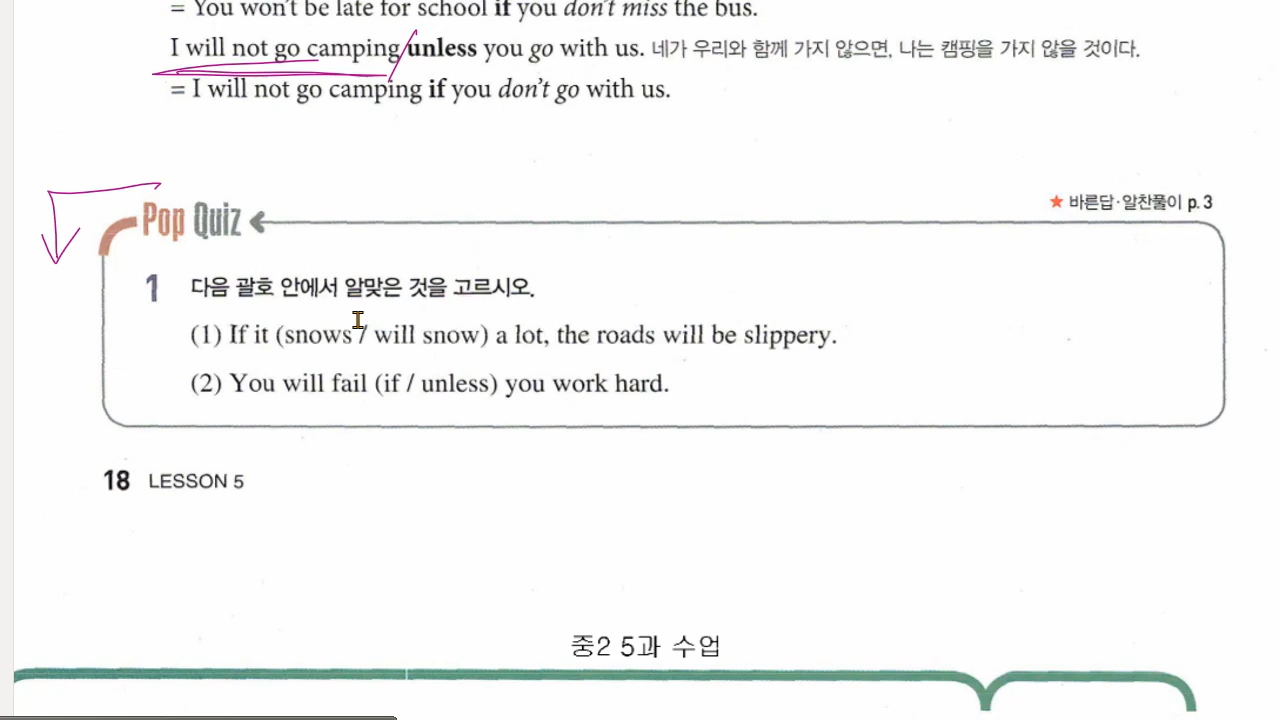 = You won't be late for school if you don't miss the bus.
I will not go camping unless you go with us. 네가 우리와 함께 가지 않으면, 나는 캠핑을 가지 않을 것이다.
= I will not go camping if you don't go with us.
Pop Quiz
★ 바른답·알찬풀이 p.3
1 다음 괄호 안에서 알맞은 것을 고르시오.
(1) If it (snows / will snow) a lot, the roads will be slippery.
(2) You will fail (if / unless) you work hard.
18 LESSON 5
중2 5과 수업